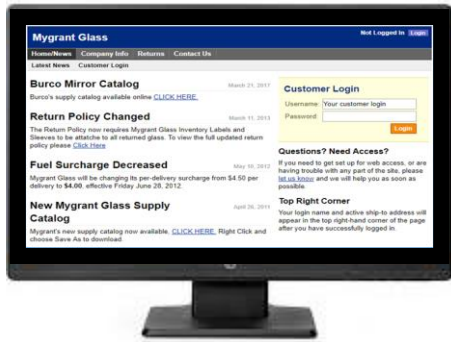 Mygrant Glass
Not Logged In Login
Home/News Company Info Returns Contact Us
Latest News Customer Login
Burco Mirror Catalog
March 21, 2017
Burco's supply catalog available online CLICK HERE.
Return Policy Changed
March 11, 2013
The Return Policy now requires Mygrant Glass Inventory Labels and
Sleeves to be attatche to all returned glass. To view the full updated return
policy please Click Here
Fuel Surcharge Decreased
May 10, 2012
Mygrant Glass will be changing its per-delivery surcharge from $4.50 per
delivery to $4.00, effective Friday June 28, 2012.
New Mygrant Glass Supply
Catalog
April 26, 2011
Mygrant's new supply catalog now available. CLICK HERE. Right Click and
choose Save As to download
Customer Login
Username: Your customer login
Password:
Login
Questions? Need Access?
If you need to get set up for web access, or are
having trouble with any part of the site, please
let us know and we will help you as soon as
possible.
Top Right Corner
Your login name and active ship-to address will
appear in the top right-hand corner of the page
after you have successfully logged in